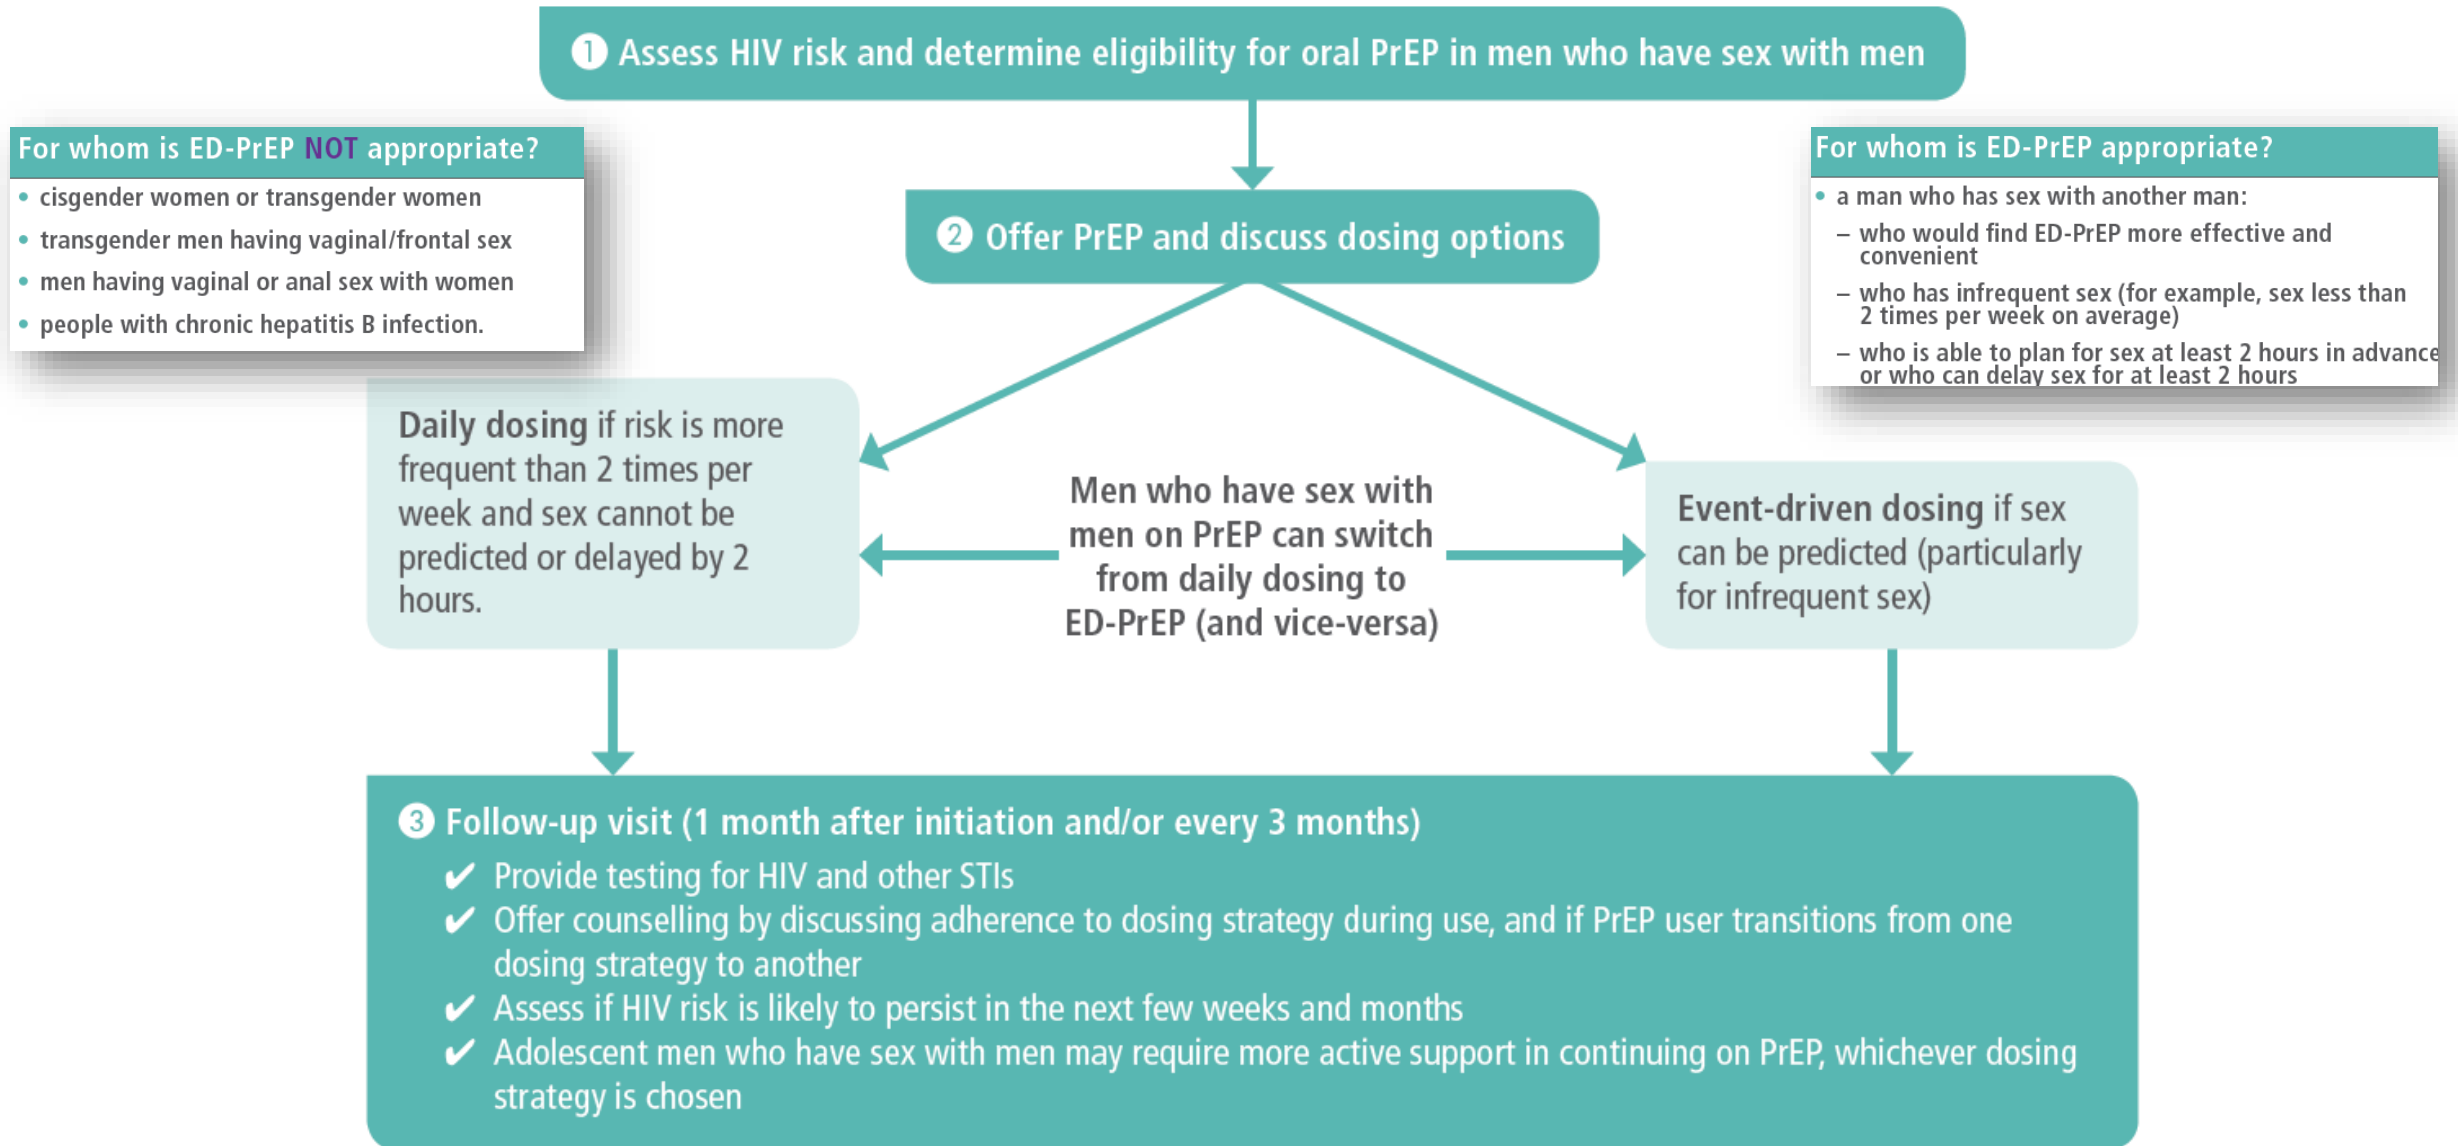 1 Assess HIV risk and determine eligibility for oral PrEP in men who have sex with men
For whom is ED-PrEP NOT appropriate?
• cisgender women or transgender women
• transgender men having vaginal/frontal sex
• men having vaginal or anal sex with women
• people with chronic hepatitis B infection.
For whom is ED-PrEP appropriate?
• a man who has sex with another man:
– who would find ED-PrEP more effective and
convenient
– who has infrequent sex (for example, sex less than
2 times per week on average)
– who is able to plan for sex at least 2 hours in advance
or who can delay sex for at least 2 hours
2 Offer PrEP and discuss dosing options
Daily dosing if risk is more
frequent than 2 times per
week and sex cannot be
predicted or delayed by 2
hours.
Men who have sex with
men on PrEP can switch
from daily dosing to
ED-PrEP (and vice-versa)
Event-driven dosing if sex
can be predicted (particularly
for infrequent sex)
3 Follow-up visit (1 month after initiation and/or every 3 months)
✔ Provide testing for HIV and other STIs
✔ Offer counselling by discussing adherence to dosing strategy during use, and if PrEP user transitions from one
dosing strategy to another
✔ Assess if HIV risk is likely to persist in the next few weeks and months
✔ Adolescent men who have sex with men may require more active support in continuing on PrEP, whichever dosing
strategy is chosen